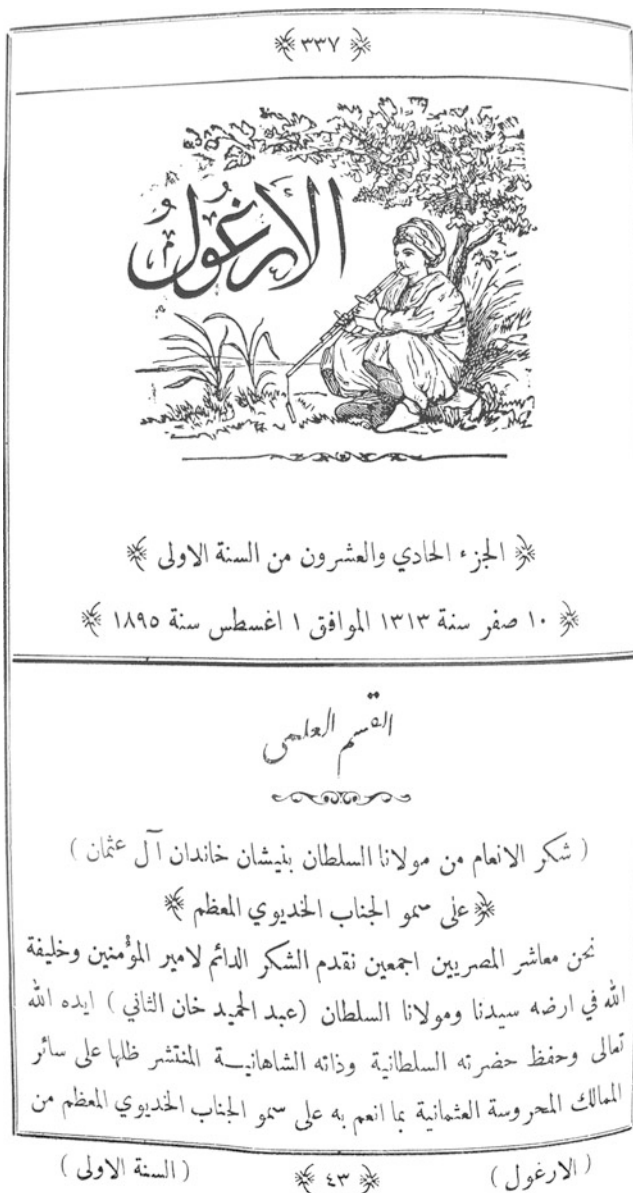 ٣٣٧
الأرغول
الجزء الحادي والعشرون من السنة الاولى
١٠ صفر سنة ١٣١٣ الموافق ١ اغسطس سنة ١٨٩٥
القسم العلمي
( شكر الانعام من مولانا السلطان بنيشان خاندان آل عثمان )
على سمو الجناب الخديوي المعظم
نحن معاشر المصريين اجمعين نقدم الشكر الدائم لامير المؤمنين وخليفة
الله في ارضه سيدنا ومولانا السلطان (عبد الحميد خان الثاني ) ايده الله
تعالى وحفظ حضرته السلطانية وذاته الشاهانيـة المنتشر ظلها على سائر
الممالك المحروسة العثمانية بما انعم به على سمو الجناب الخديوي المعظم من
( الارغول ) ٤٣ ( السنة الاولى )